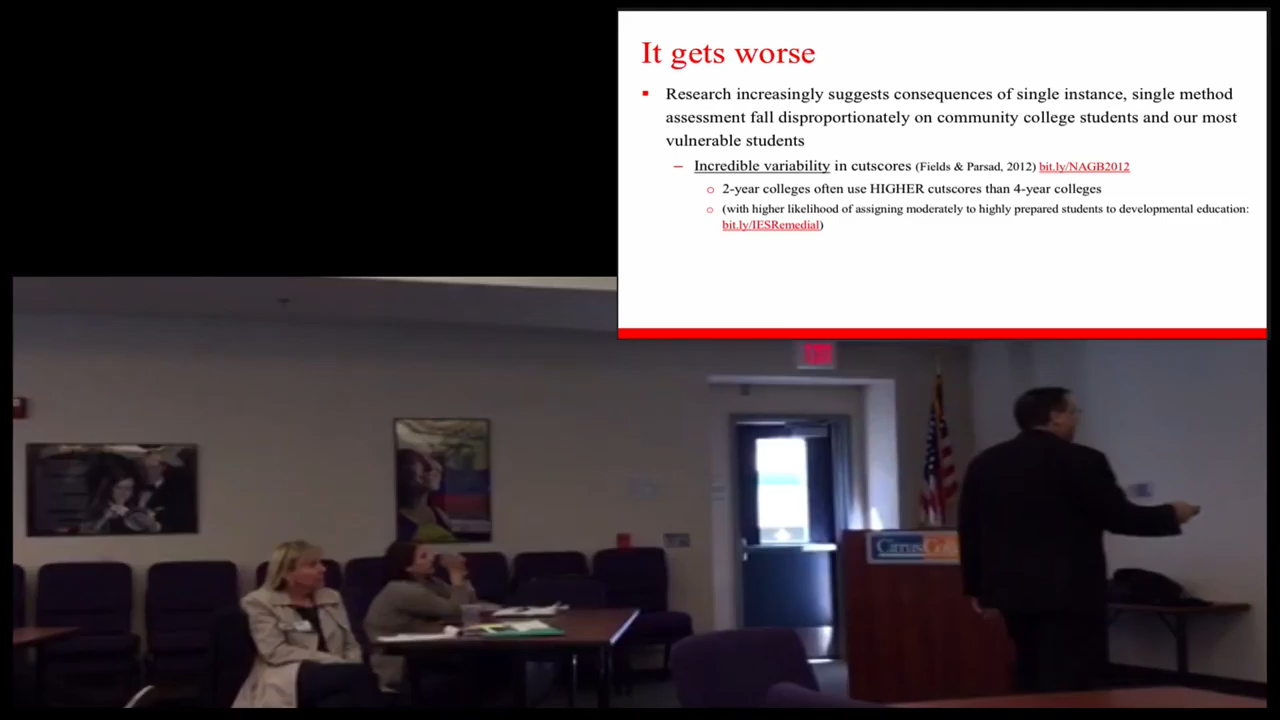 It gets worse
Research increasingly suggests consequences of single instance, single method
assessment fall disproportionately on community college students and our most
vulnerable students
– Incredible variability in cutscores (Fields & Parsad, 2012) bit.ly/NAGB2012
2-year colleges often use HIGHER cutscores than 4-year colleges
(with higher likelihood of assigning moderately to highly prepared students to developmental education:
bit.ly/IESRemedial)